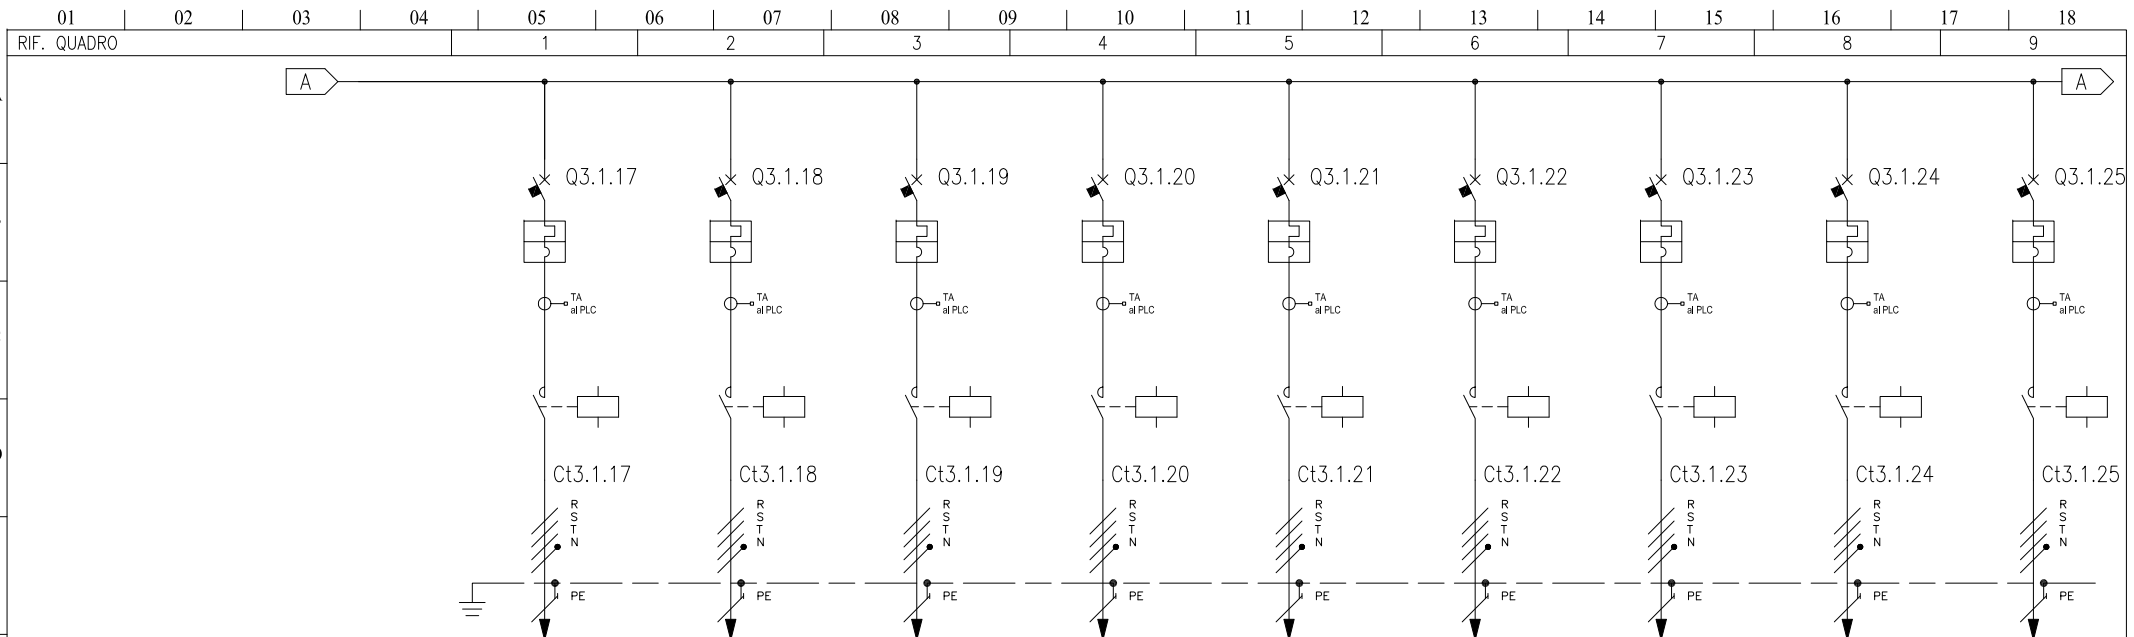 01 02 03 04 05 06 07 08 09 10 11 12 13 14 15 16 17 18
RIF. QUADRO 1 2 3 4 5 6 7 8 9
A A
Q3.1.17 Q3.1.18 Q3.1.19 Q3.1.20 Q3.1.21 Q3.1.22 Q3.1.23 Q3.1.24 Q3.1.25
TA TA TA TA TA TA TA TA TA
al PLC al PLC al PLC al PLC al PLC al PLC al PLC al PLC al PLC
Ct3.1.17 Ct3.1.18 Ct3.1.19 Ct3.1.20 Ct3.1.21 Ct3.1.22 Ct3.1.23 Ct3.1.24 Ct3.1.25
R R R R R R R R R
S S S S S S S S S
T T T T T T T T T
N N N N N N N N N
PE PE PE PE PE PE PE PE PE